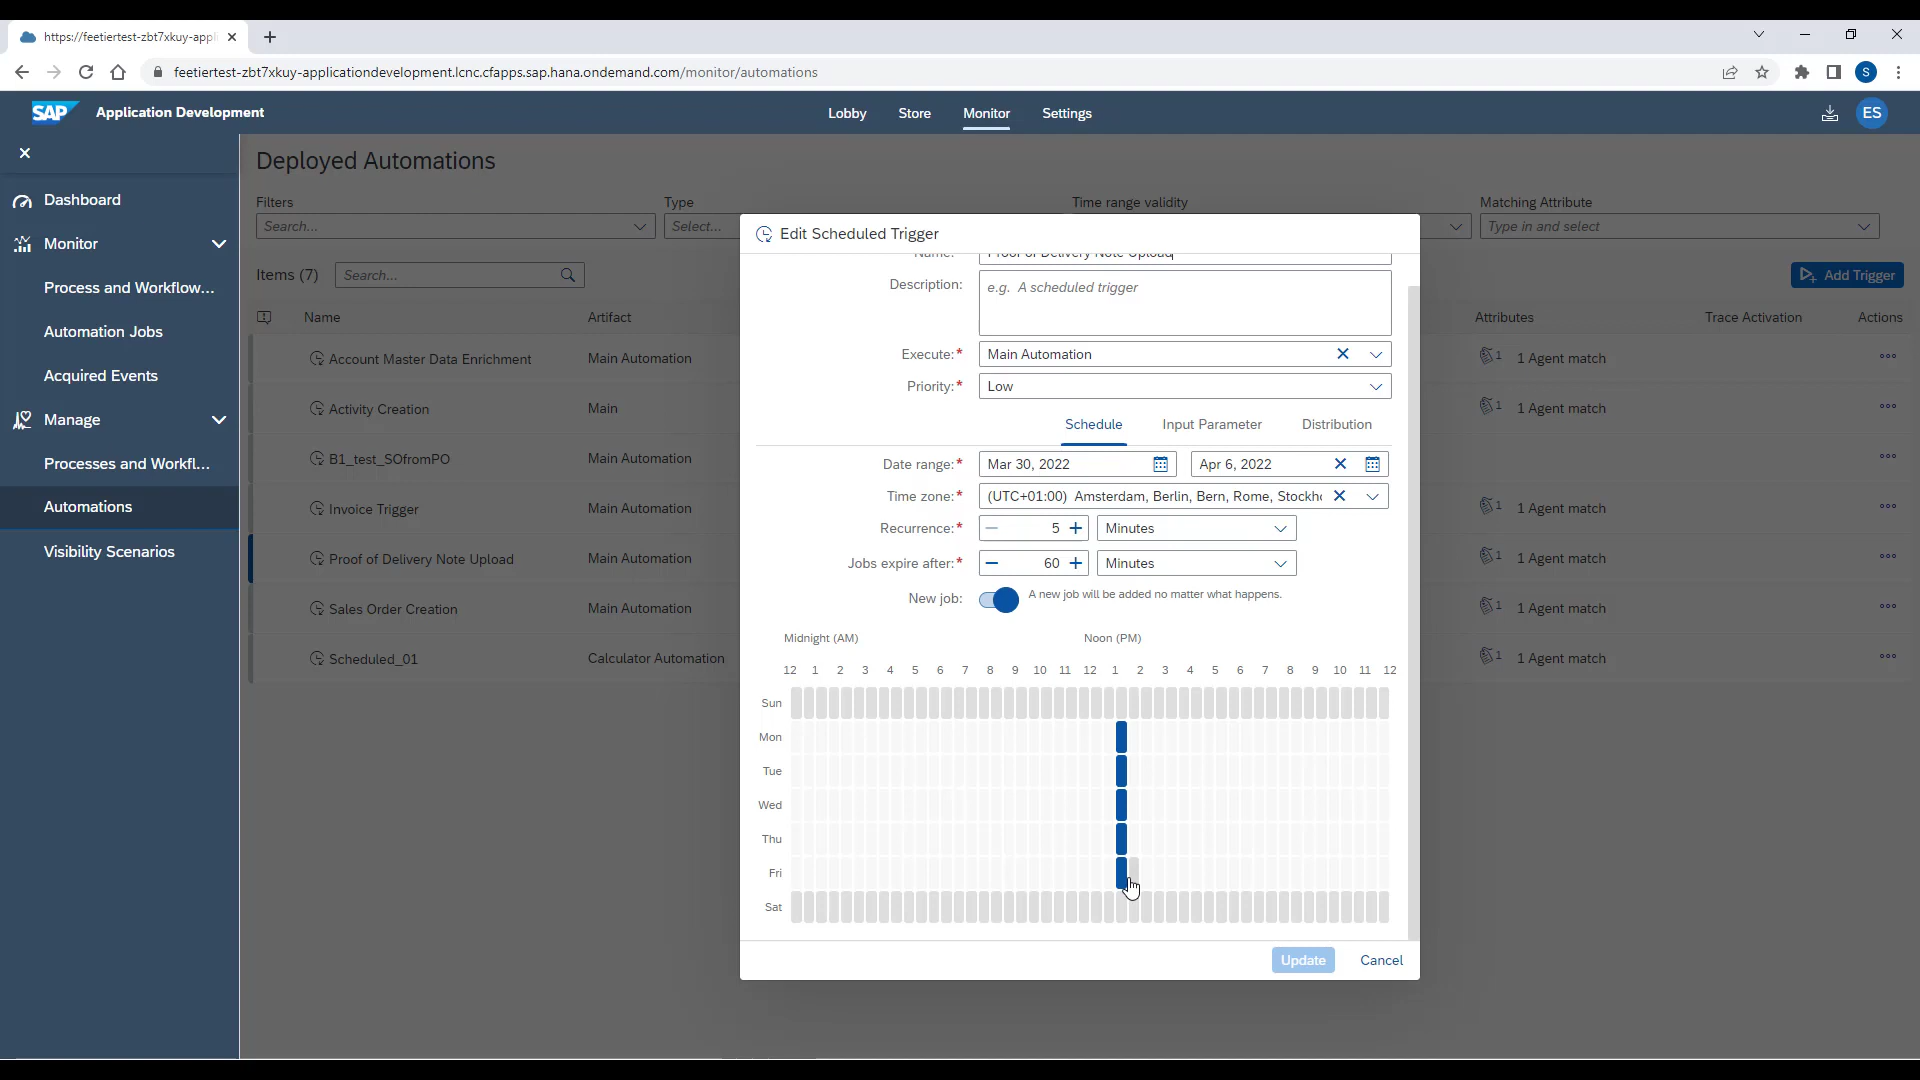 https://feetiertest-zbt7xkuy-appl
feetiertest-zbt7xkuy-applicationdevelopment.lcnc.cfapps.sap.hana.ondemand.com/monitor/automations
S
SAP Application Development
Lobby Store Monitor Settings
ES
Dashboard
Monitor
Process and Workflow...
Automation Jobs
Acquired Events
Manage
Processes and Workfl...
Automations
Visibility Scenarios
Deployed Automations
Filters Type Time range validity Matching Attribute
Search... Select... Type in and select
Items (7) Search... Add Trigger
Name Artifact Attributes Trace Activation Actions
Account Master Data Enrichment Main Automation 1 1 Agent match
Activity Creation Main 1 1 Agent match
B1_test_SOfromPO Main Automation
Invoice Trigger Main Automation 1 1 Agent match
Proof of Delivery Note Upload Main Automation 1 1 Agent match
Sales Order Creation Main Automation 1 1 Agent match
Scheduled_01 Calculator Automation 1 1 Agent match
Edit Scheduled Trigger
Name:* Proof of Delivery Note Upload
Description: e.g. A scheduled trigger
Execute:* Main Automation
Priority:* Low
Schedule Input Parameter Distribution
Date range:* Mar 30, 2022 Apr 6, 2022
Time zone:* (UTC+01:00) Amsterdam, Berlin, Bern, Rome, Stockh
Recurrence:* 5 Minutes
Jobs expire after:* 60 Minutes
New job: A new job will be added no matter what happens.
Midnight (AM) Noon (PM)
12 1 2 3 4 5 6 7 8 9 10 11 12 1 2 3 4 5 6 7 8 9 10 11 12
Sun
Mon
Tue
Wed
Thu
Fri
Sat
Update Cancel